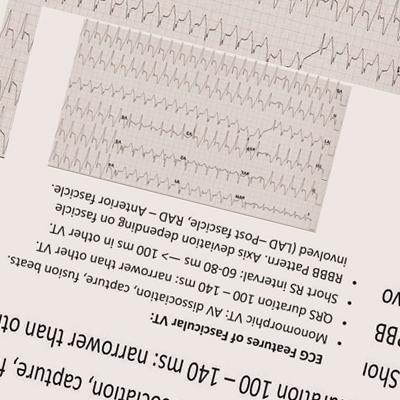 ECG Features of Fascicular VT:
• Monomorphic VT: AV dissociation, capture, fusion beats.
• QRS duration 100 – 140 ms: narrower than other VT.
• Short RS interval: 60-80 ms —> 100 ms in other VT.
• RBBB Pattern. Axis deviation depending on fascicle
involved (LAD –Post fascicle, RAD – Anterior fascicle.
ociation, capture, f
uration 100 – 140 ms: narrower than oth
Shor
RBB